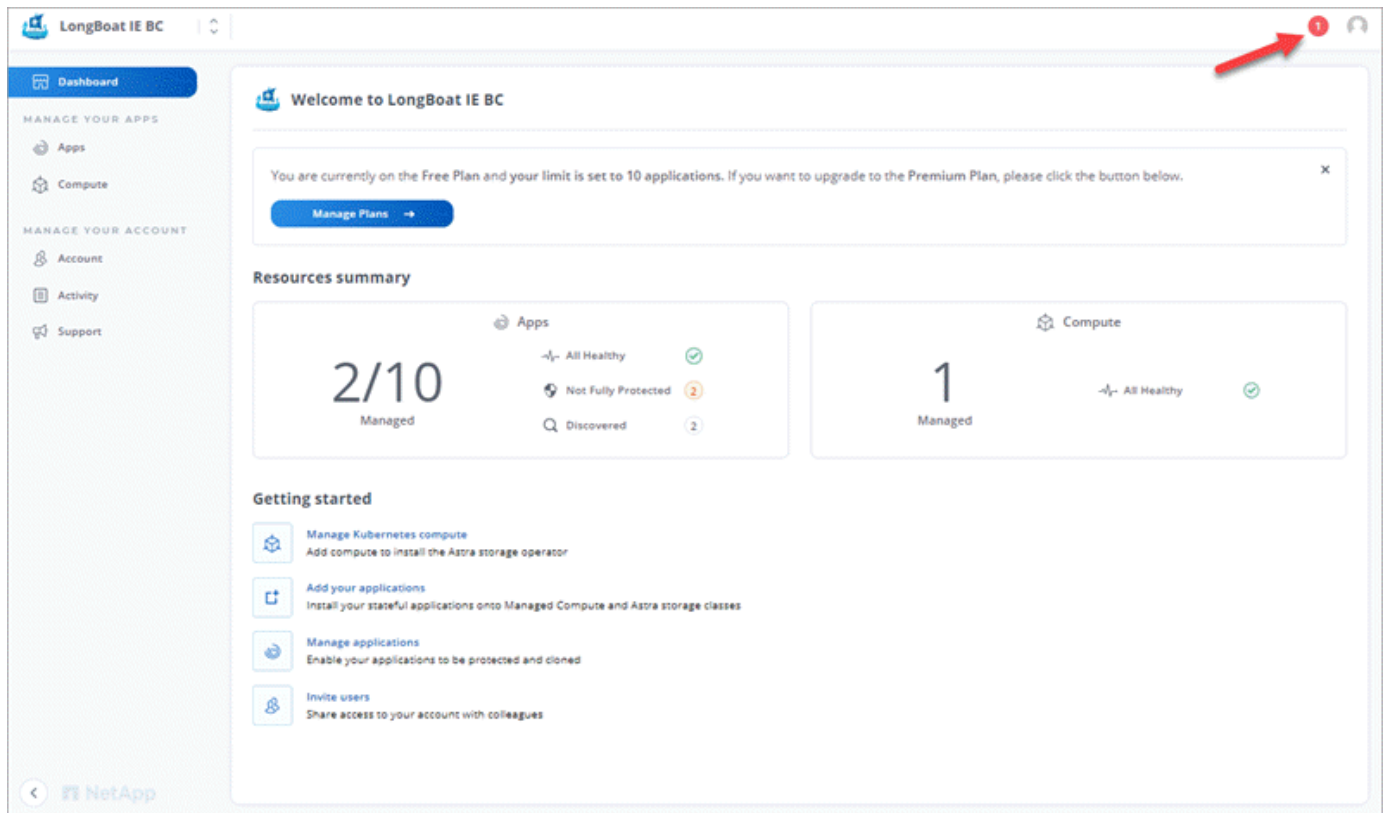 LongBoat IE BC
1
Dashboard
MANAGE YOUR APPS
Apps
Compute
MANAGE YOUR ACCOUNT
Account
Activity
Support
NetApp
Welcome to LongBoat IE BC
You are currently on the Free Plan and your limit is set to 10 applications. If you want to upgrade to the Premium Plan, please click the button below.
Manage Plans
Resources summary
Apps
2/10
Managed
All Healthy
Not Fully Protected 2
Discovered 2
Compute
1
Managed
All Healthy
Getting started
Manage Kubernetes compute
Add compute to install the Astra storage operator
Add your applications
Install your stateful applications onto Managed Compute and Astra storage classes
Manage applications
Enable your applications to be protected and cloned
Invite users
Share access to your account with colleagues